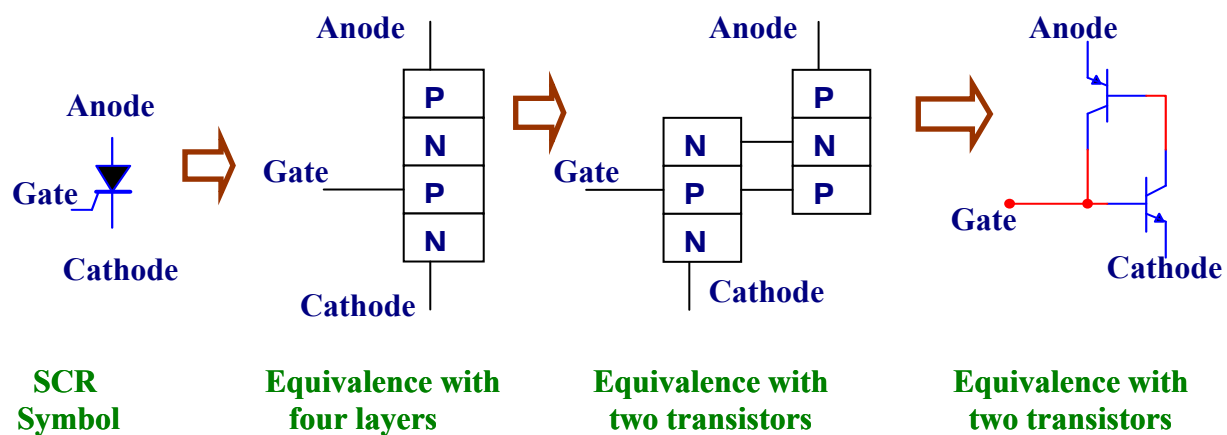 Anode
Gate
Cathode
SCR
Symbol
Anode
P
N
Gate
P
N
Cathode
Equivalence with
four layers
Anode
P
N
N
Gate
P
P
N
Cathode
Equivalence with
two transistors
Anode
Gate
Cathode
Equivalence with
two transistors